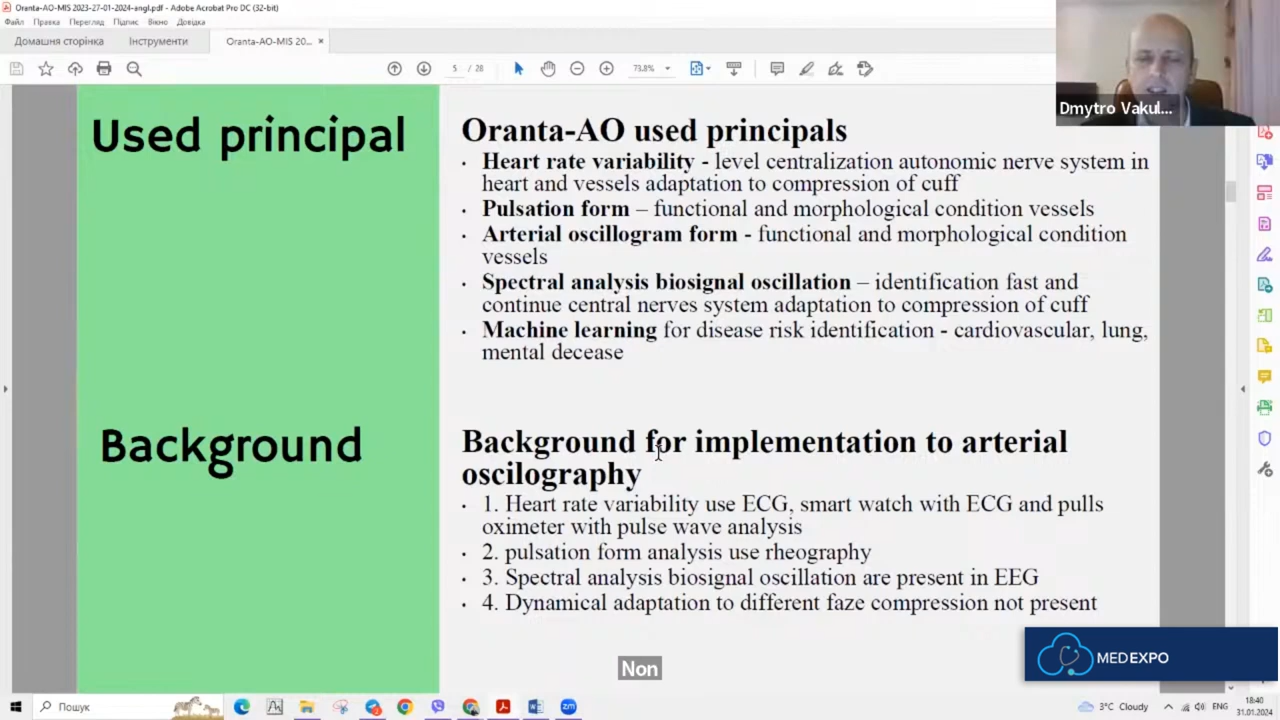 Oranta-AO-MIS 2023-27-01-2024-angl.pdf - Adobe Acrobat Pro DC (32-bit)
Файл Правка Перегляд Підпис Вікно Довідка
Домашня сторінка Інструменти Oranta-AO-MIS 20... ×
5 / 28 73.8%
Dmytro Vakul...
Used principal
Oranta-AO used principals
· Heart rate variability - level centralization autonomic nerve system in
heart and vessels adaptation to compression of cuff
· Pulsation form – functional and morphological condition vessels
· Arterial oscillogram form - functional and morphological condition
vessels
· Spectral analysis biosignal oscillation – identification fast and
continue central nerves system adaptation to compression of cuff
· Machine learning for disease risk identification - cardiovascular, lung,
mental decease
Background
Background for implementation to arterial
oscilography
· 1. Heart rate variability use ECG, smart watch with ECG and pulls
oximeter with pulse wave analysis
· 2. pulsation form analysis use rheography
· 3. Spectral analysis biosignal oscillation are present in EEG
· 4. Dynamical adaptation to different faze compression not present
MEDEXPO
Non
Пошук
3°C Cloudy
ENG
18:40
31.01.2024